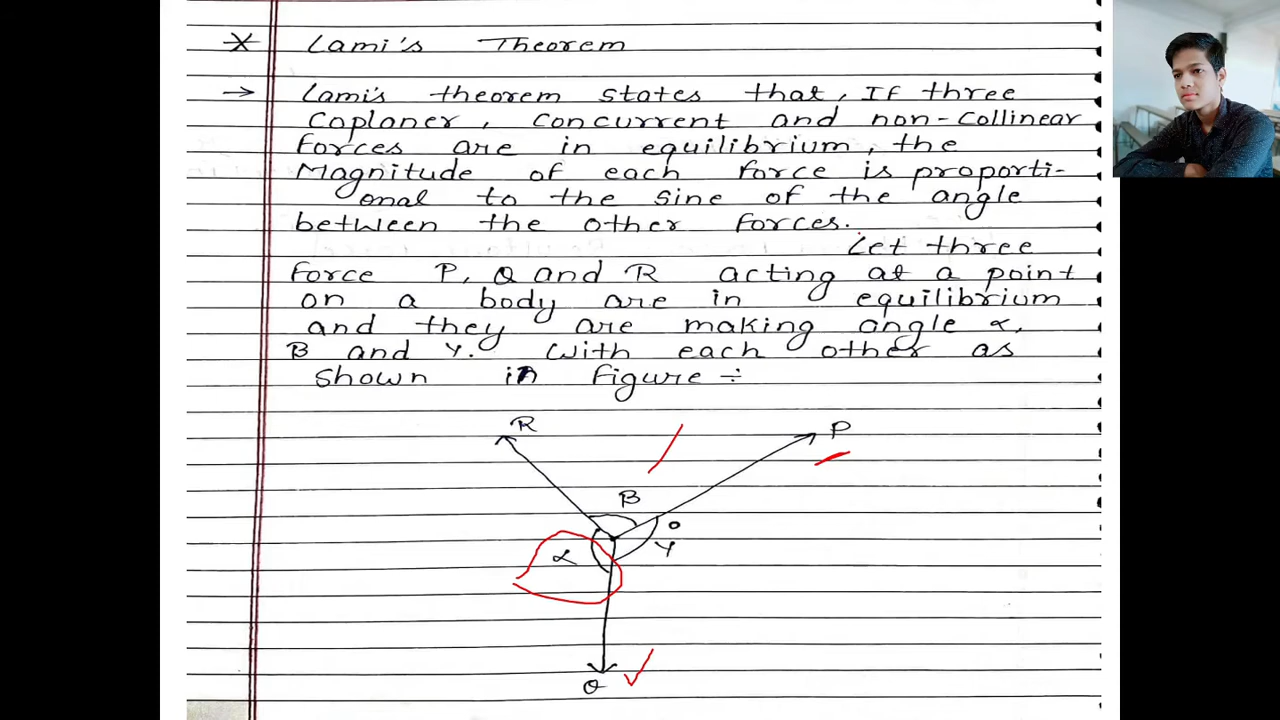 * Lami's Theorem
→ Lami's theorem states that, If three
Coplaner, Concurrent and non-Collinear
forces are in equilibrium, the
Magnitude of each force is proporti-
onal to the sine of the angle
between the other forces.
Let three
force P, Q and R acting at a point
on a body are in equilibrium
and they are making angle α,
β and γ. With each other as
shown in figure ÷
R
P
β
O
α
γ
Q